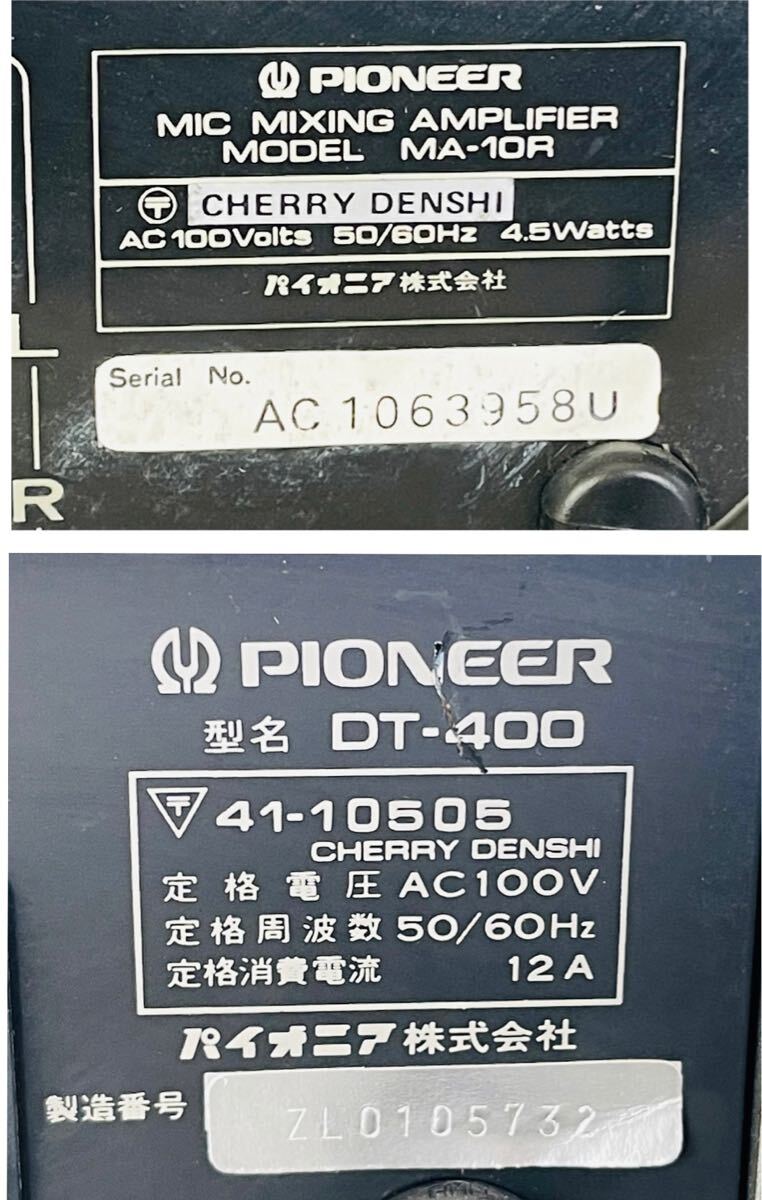 PIONEER
MIC MIXING AMPLIFIER
MODEL MA-10R
〒 CHERRY DENSHI
AC 100Volts 50/60Hz 4.5Watts
パイオニア株式会社
L
Serial No.
AC 1063958U
R
PIONEER
型名 DT-400
〒 41-10505
CHERRY DENSHI
定格電圧 AC100V
定格周波数 50/60Hz
定格消費電流 12A
パイオニア株式会社
製造番号 ZL0105732